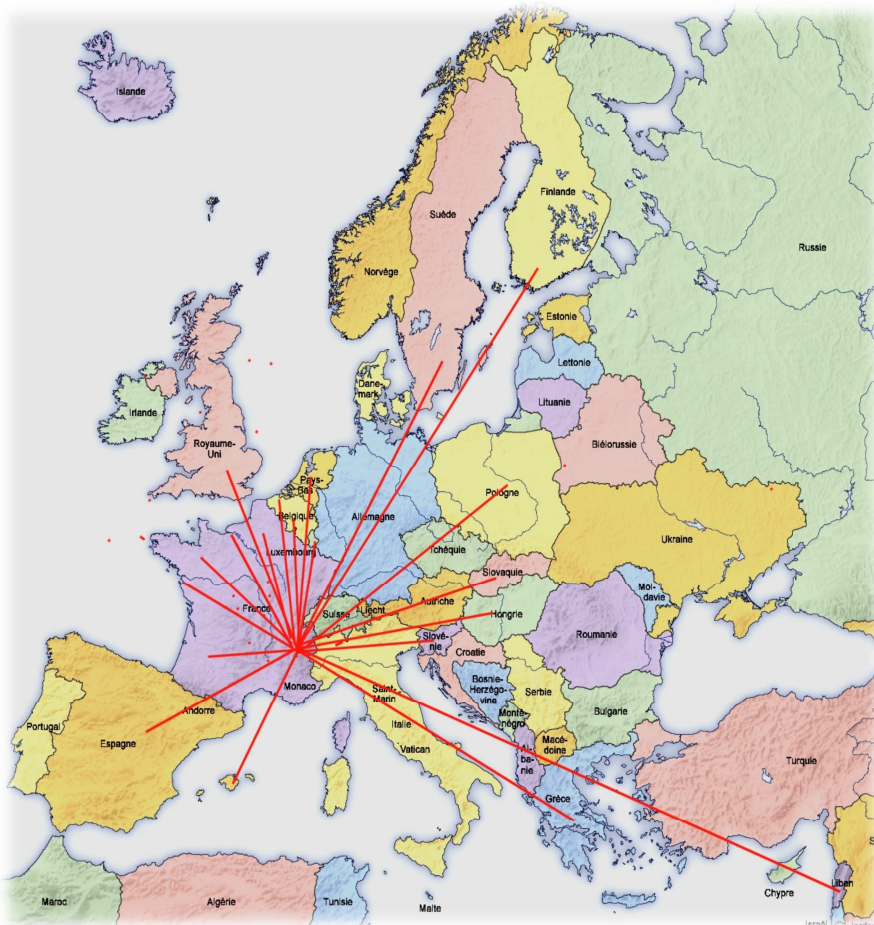 Islande
Finlande
Suède
Russie
Norvège
Estonie
Lettonie
Dane-
mark
Lituanie
Irlande
Biélorussie
Royaume-
Uni
Pays-
Bas
Pologne
Belgique
Allemagne
Ukraine
Tchéquie
Luxembourg
Slovaquie
Mol-
davie
Autriche
France
Suisse
Liecht
Hongrie
Roumanie
Slové-
nie
Croatie
Monaco
Saint-
Marin
Bosnie-
Herzégo-
vine
Serbie
Andorre
Monté-
négro
Bulgarie
Portugal
Italie
Espagne
Vatican
Macé-
doine
Al-
ba-
nie
Turquie
Grèce
S
Liban
Chypre
Maroc
Algérie
Tunisie
Malte